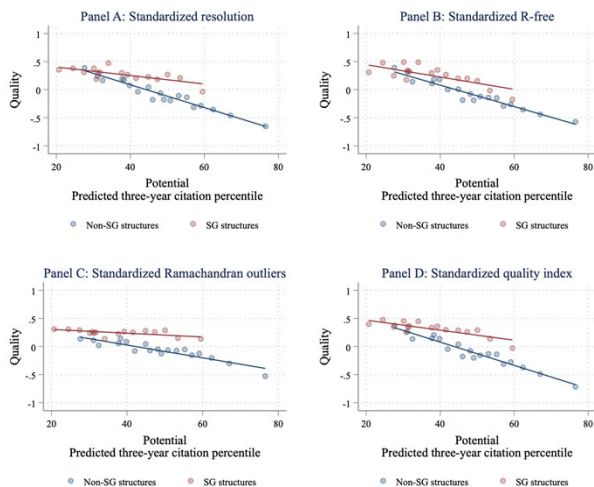 Panel A: Standardized resolution
1
.5
0
-.5
-1
Quality
20 40 60 80
Potential
Predicted three-year citation percentile
Non-SG structures SG structures
Panel B: Standardized R-free
1
.5
0
-.5
-1
Quality
20 40 60 80
Potential
Predicted three-year citation percentile
Non-SG structures SG structures
Panel C: Standardized Ramachandran outliers
1
.5
0
-.5
-1
Quality
20 40 60 80
Potential
Predicted three-year citation percentile
Non-SG structures SG structures
Panel D: Standardized quality index
1
.5
0
-.5
-1
Quality
20 40 60 80
Potential
Predicted three-year citation percentile
Non-SG structures SG structures